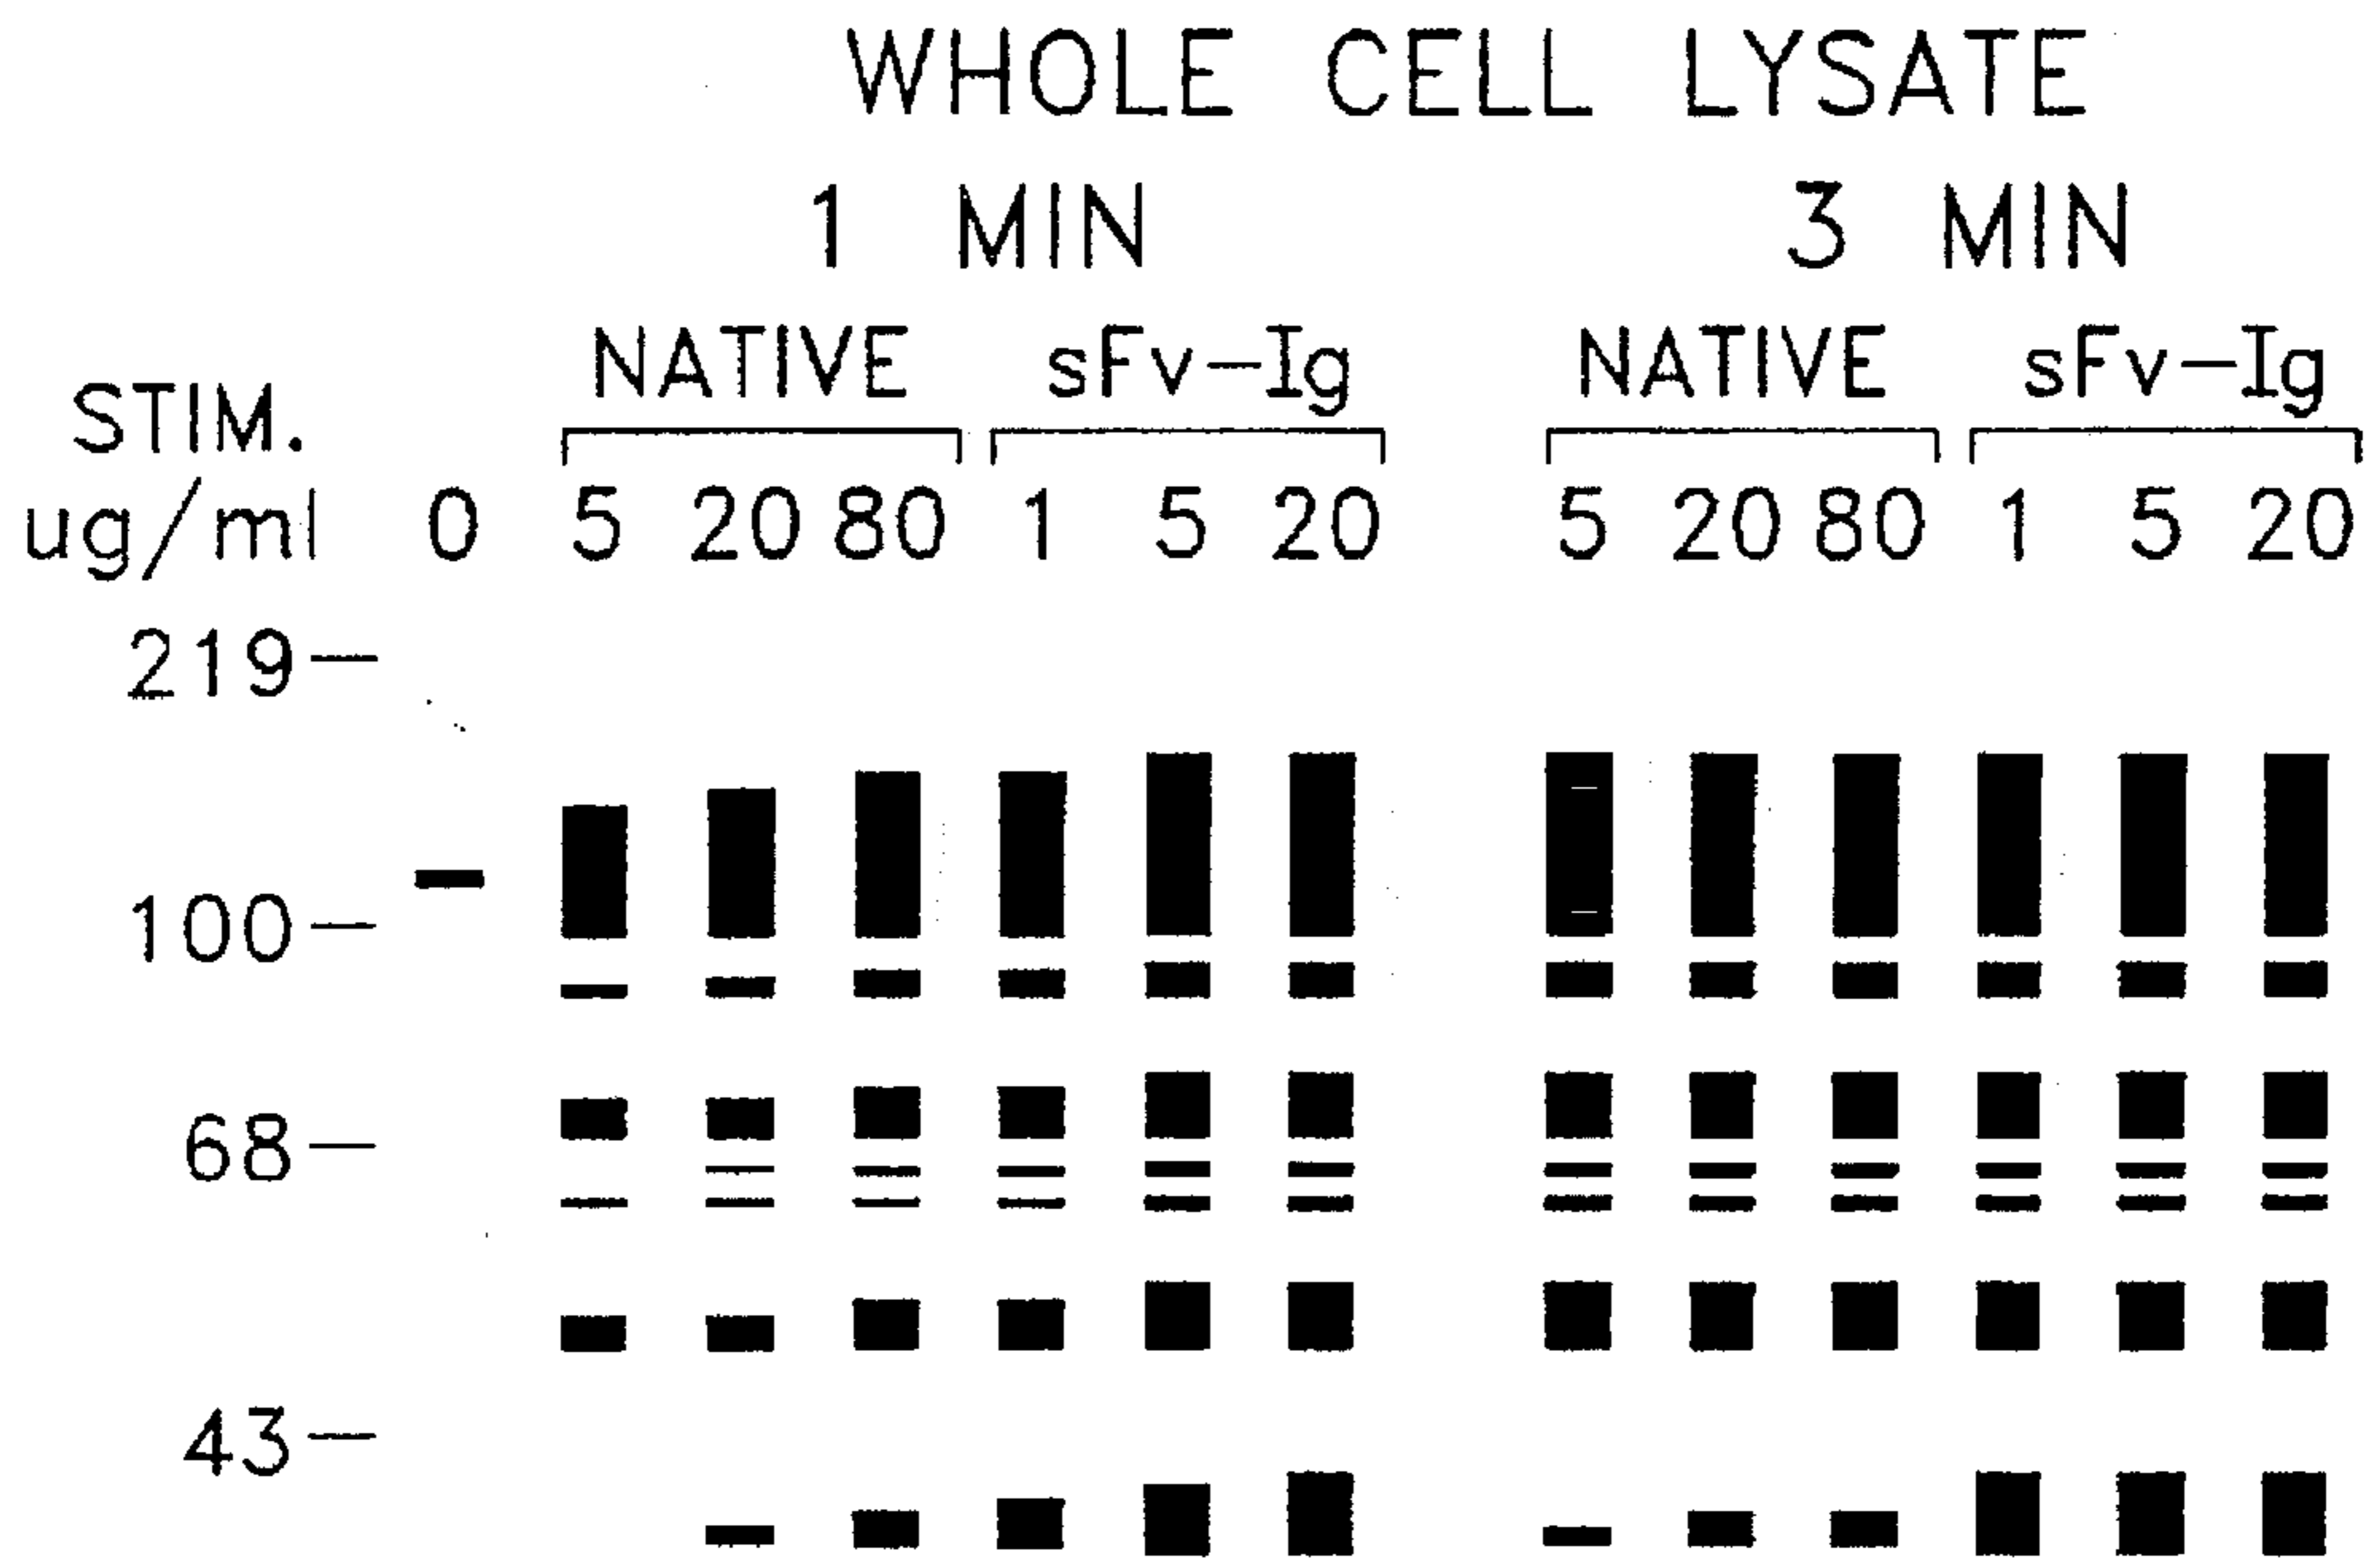 WHOLE CELL LYSATE
1 MIN 3 MIN
NATIVE sFv-Ig NATIVE sFv-Ig
STIM.
ug/ml 0 5 20 80 1 5 20 5 20 80 1 5 20
219
100
68
43